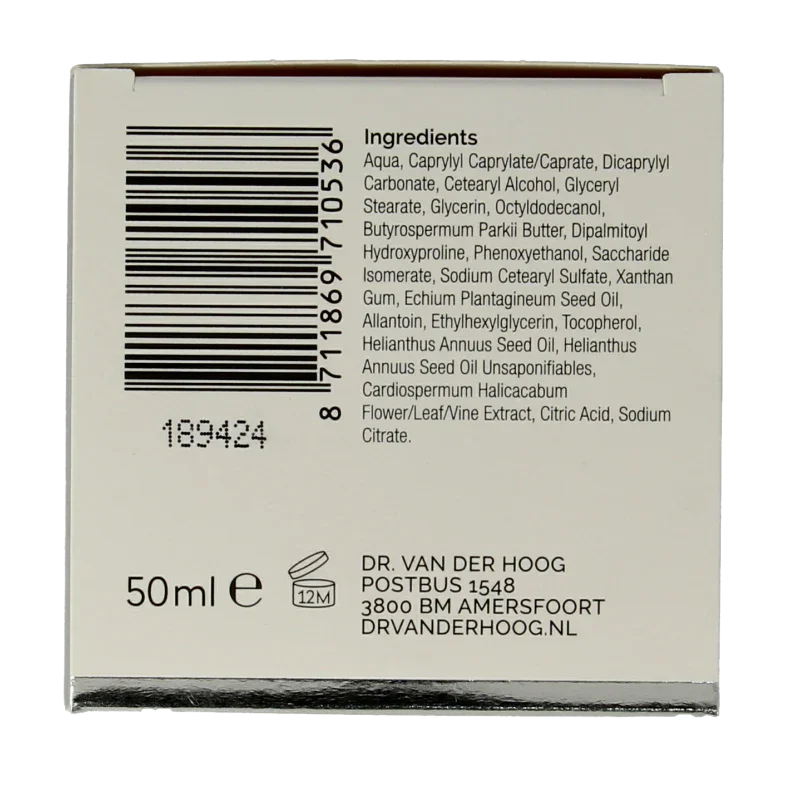 Ingredients
Aqua, Caprylyl Caprylate/Caprate, Dicaprylyl
Carbonate, Cetearyl Alcohol, Glyceryl
Stearate, Glycerin, Octyldodecanol,
Butyrospermum Parkii Butter, Dipalmitoyl
Hydroxyproline, Phenoxyethanol, Saccharide
Isomerate, Sodium Cetearyl Sulfate, Xanthan
Gum, Echium Plantagineum Seed Oil,
Allantoin, Ethylhexylglycerin, Tocopherol,
Helianthus Annuus Seed Oil, Helianthus
Annuus Seed Oil Unsaponifiables,
Cardiospermum Halicacabum
Flower/Leaf/Vine Extract, Citric Acid, Sodium
Citrate.
8 711869 710536
189424
50ml e
12M
DR. VAN DER HOOG
POSTBUS 1548
3800 BM AMERSFOORT
DRVANDERHOOG.NL